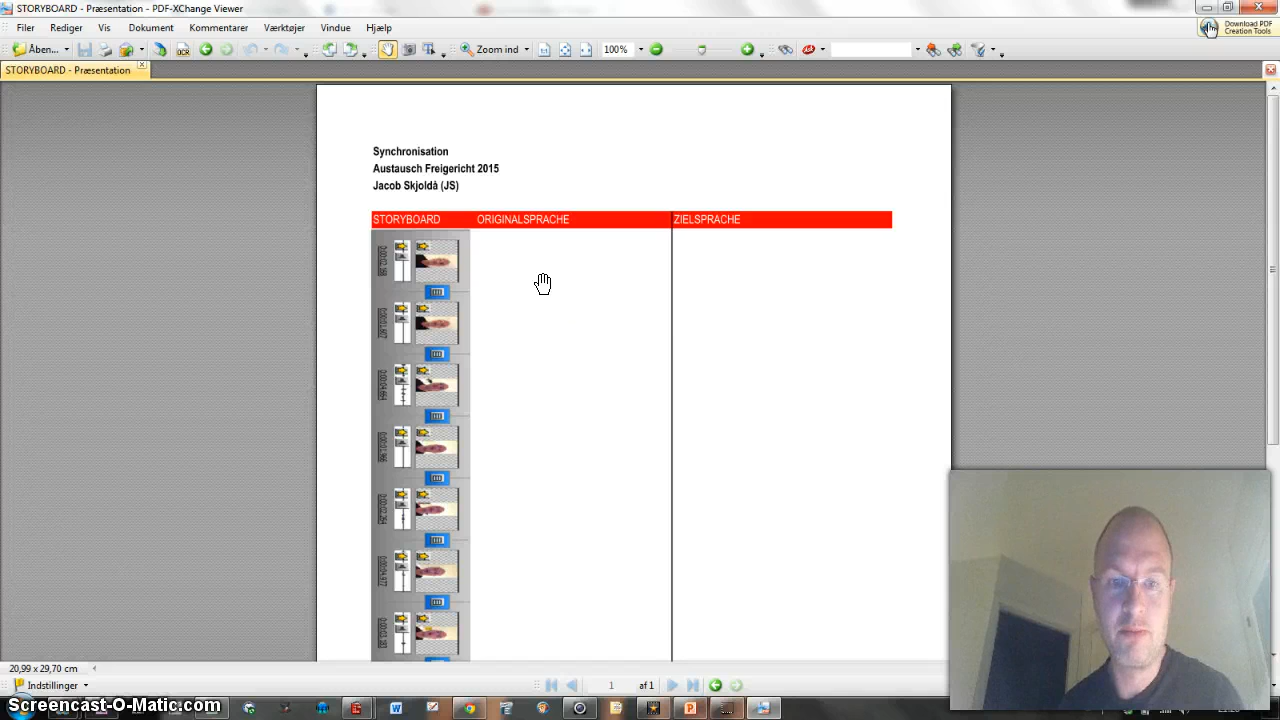 STORYBOARD - Præsentation - PDF-XChange Viewer
Filer Rediger Vis Dokument Kommentarer Værktøjer Vindue Hjælp
Download PDF
Creation Tools
Åben... OCR Zoom ind 100%
STORYBOARD - Præsentation
Synchronisation
Austausch Freigericht 2015
Jacob Skjoldå (JS)
STORYBOARD ORIGINALSPRACHE ZIELSPRACHE
20,99 x 29,70 cm
Indstillinger
1 af 1
Screencast-O-Matic.com